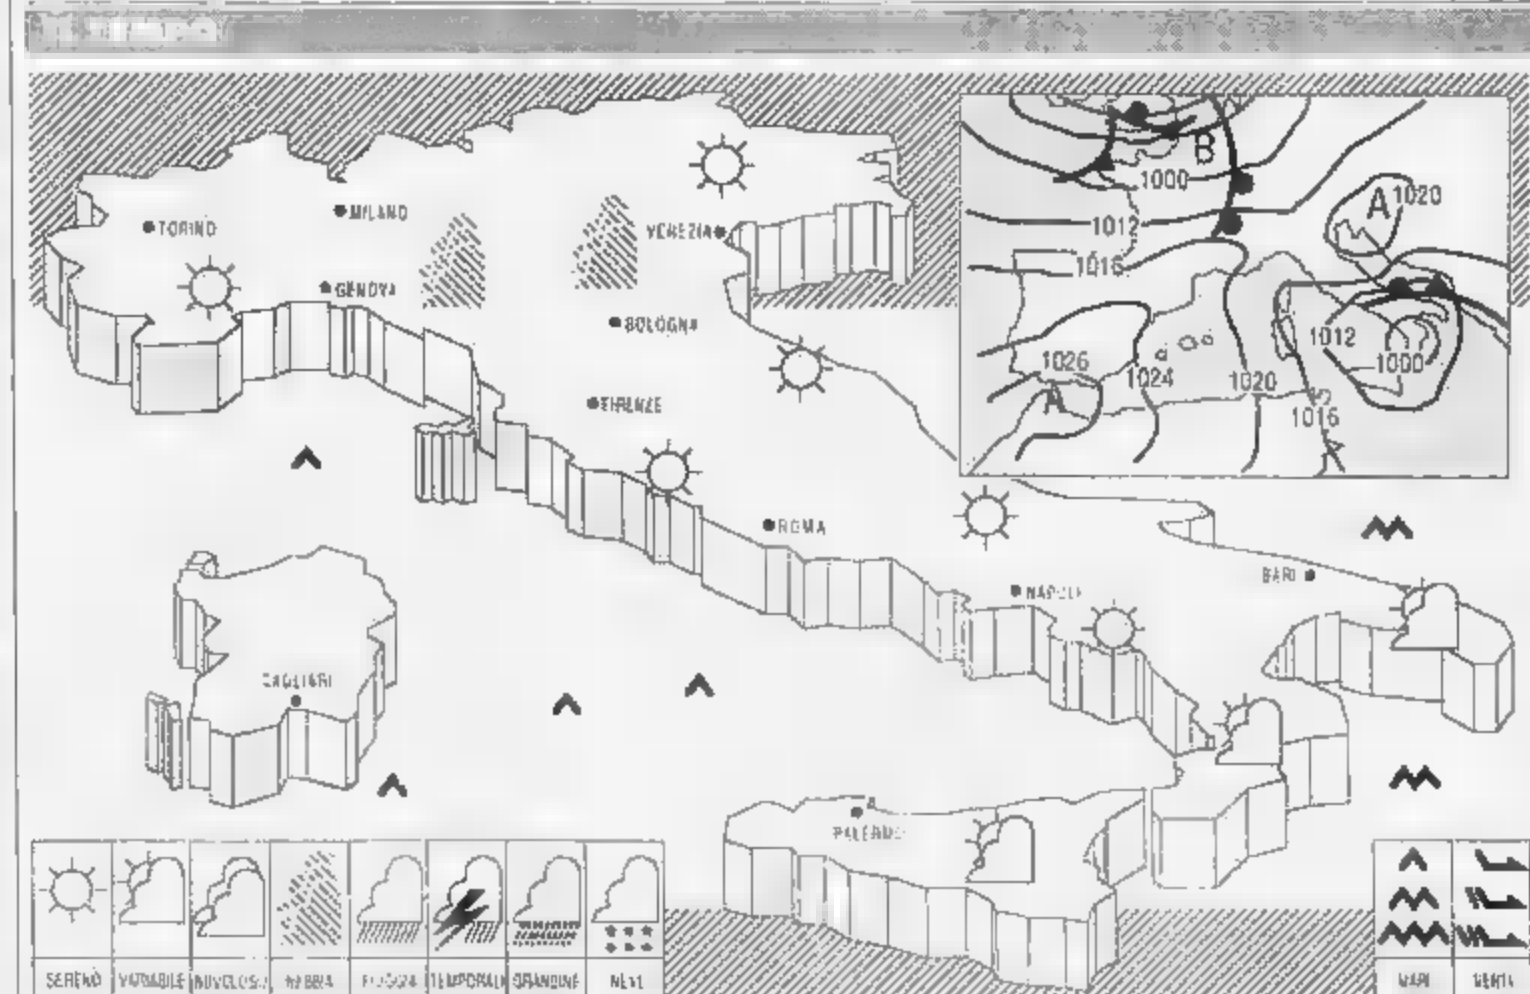 B
1000
A 1020
1012
1016
1012
1000
1026
1024
1020
1016
A
TORINO
MILANO
VENEZIA
GENOVA
BOLOGNA
FIRENZE
ROMA
BARI
NAPOLI
CAGLIARI
PALERMO
SERENO VARIABILE NUVOLOSO NEBBIA PIOGGIA TEMPORALE GRANDINE NEVE
MARI VENTI